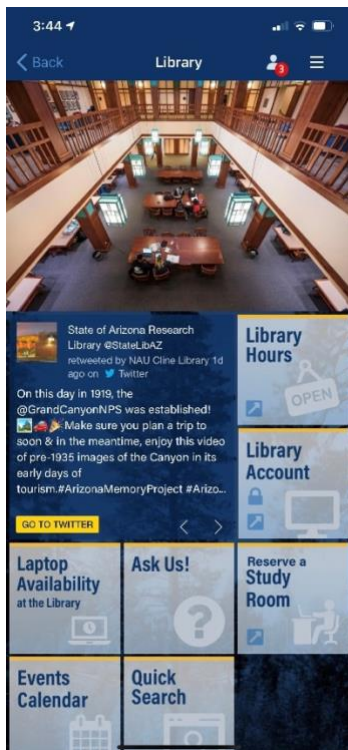 3:44
Back
Library
3
State of Arizona Research
Library @StateLibAZ
retweeted by NAU Cline Library 1d
ago on Twitter
On this day in 1919, the
@GrandCanyonNPS was established!
Make sure you plan a trip to
soon & in the meantime, enjoy this video
of pre-1935 images of the Canyon in its
early days of
tourism.#ArizonaMemoryProject #Arizo...
GO TO TWITTER
Library
Hours
OPEN
Library
Account
Laptop
Availability
at the Library
Ask Us!
?
Reserve a
Study
Room
Events
Calendar
Quick
Search